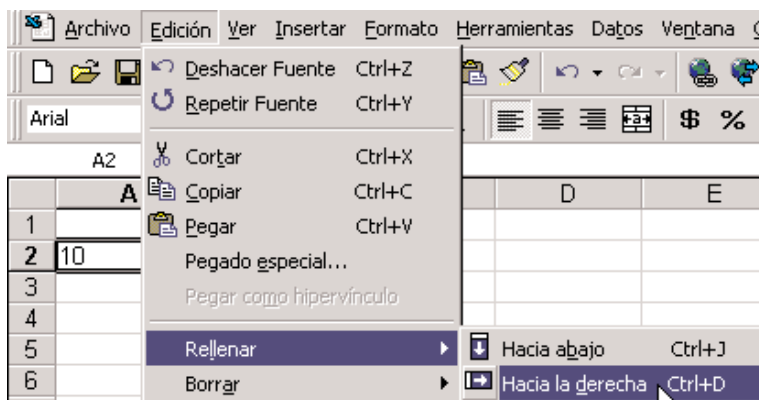 Archivo Edición Ver Insertar Formato Herramientas Datos Ventana
Deshacer Fuente Ctrl+Z
Repetir Fuente Ctrl+Y
Arial
$ %
A2
Cortar Ctrl+X
Copiar Ctrl+C
A D E
1
Pegar Ctrl+V
2 10
Pegado especial...
3
Pegar como hipervínculo
4
5 Rellenar Hacia abajo Ctrl+J
6 Borrar Hacia la derecha Ctrl+D